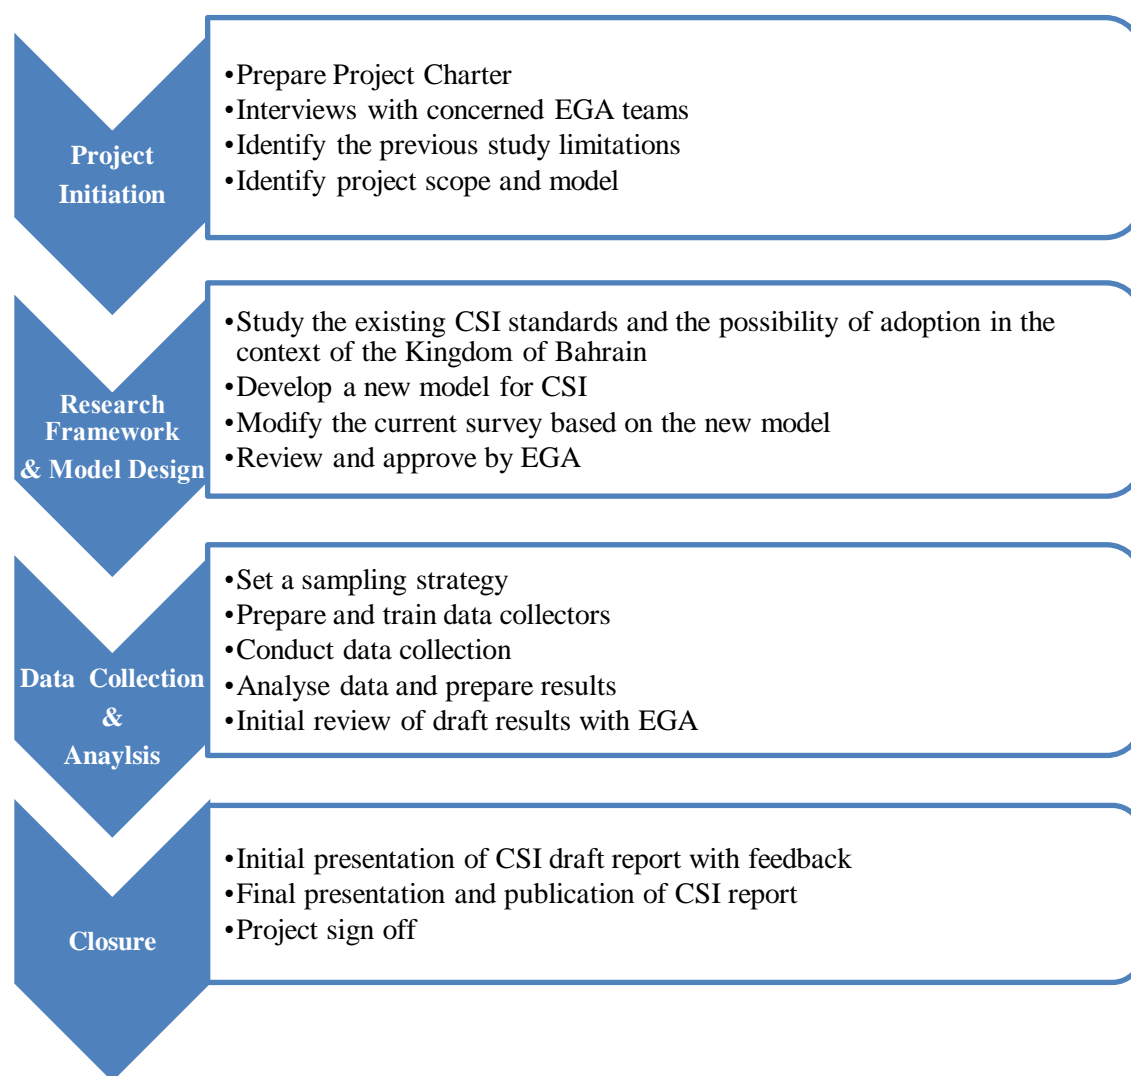 Project
Initiation
•Prepare Project Charter
•Interviews with concerned EGA teams
•Identify the previous study limitations
•Identify project scope and model
Research
Framework
& Model Design
•Study the existing CSI standards and the possibility of adoption in the
context of the Kingdom of Bahrain
•Develop a new model for CSI
•Modify the current survey based on the new model
•Review and approve by EGA
Data Collection
&
Anaylsis
•Set a sampling strategy
•Prepare and train data collectors
•Conduct data collection
•Analyse data and prepare results
•Initial review of draft results with EGA
Closure
•Initial presentation of CSI draft report with feedback
•Final presentation and publication of CSI report
•Project sign off